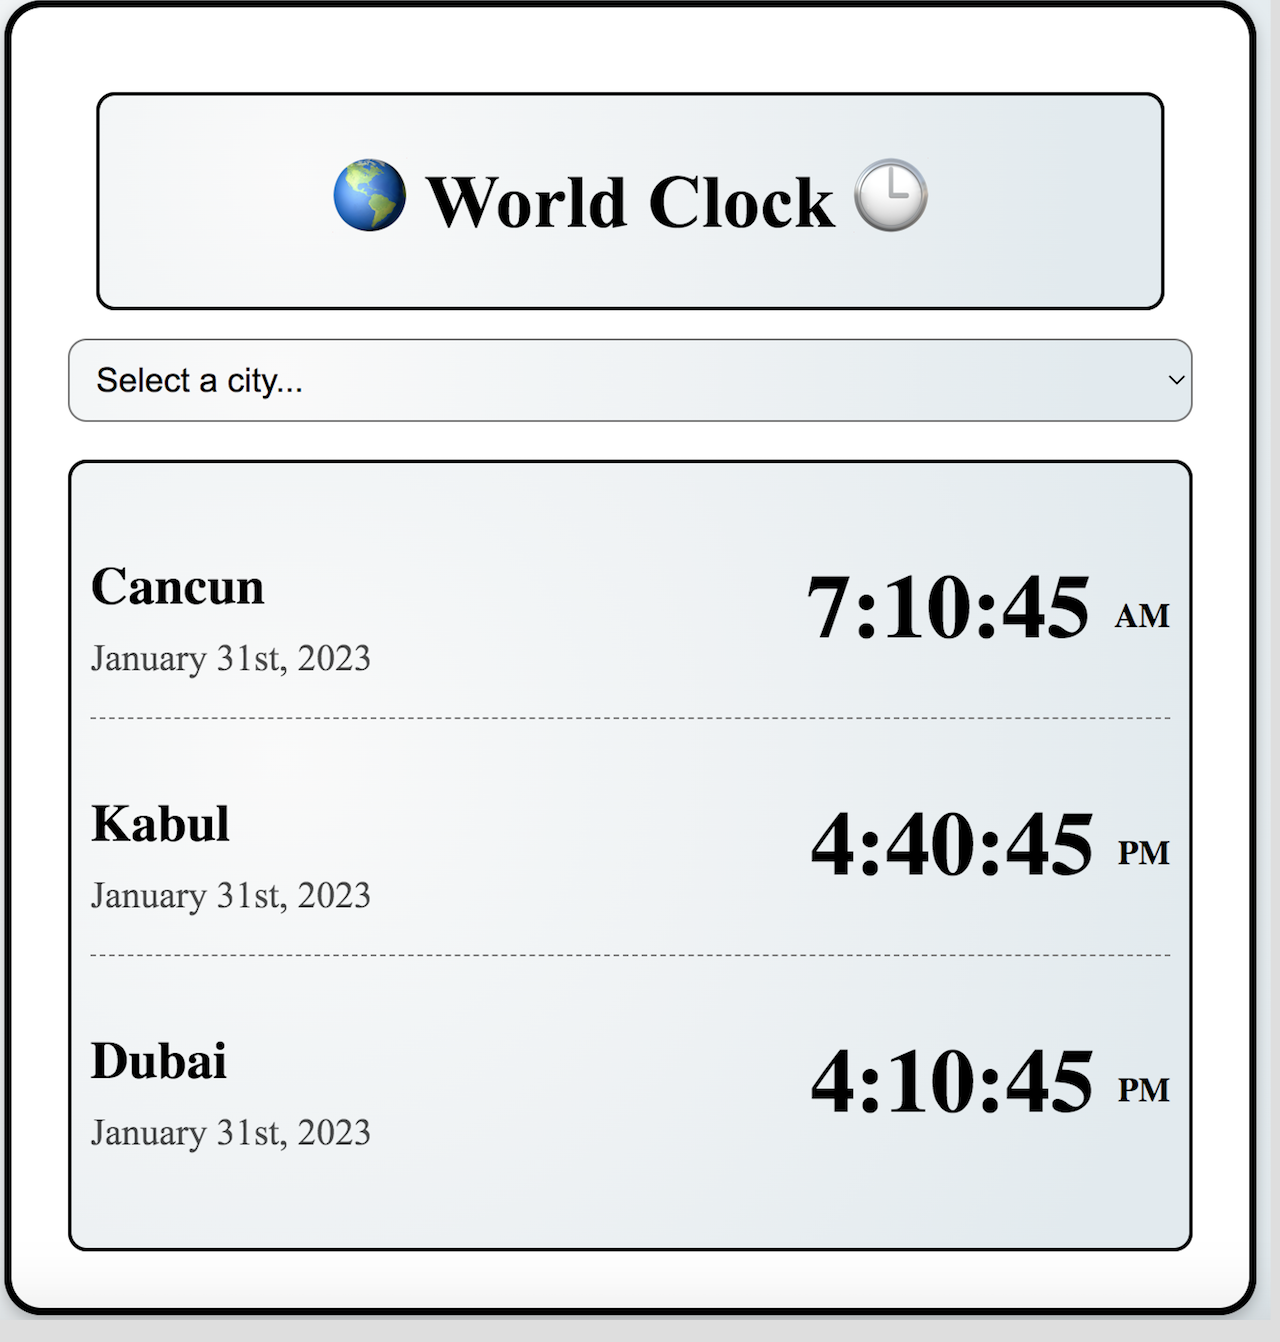 World Clock
Select a city...
Cancun
7:10:45 AM
January 31st, 2023
Kabul
4:40:45 PM
January 31st, 2023
Dubai
4:10:45 PM
January 31st, 2023